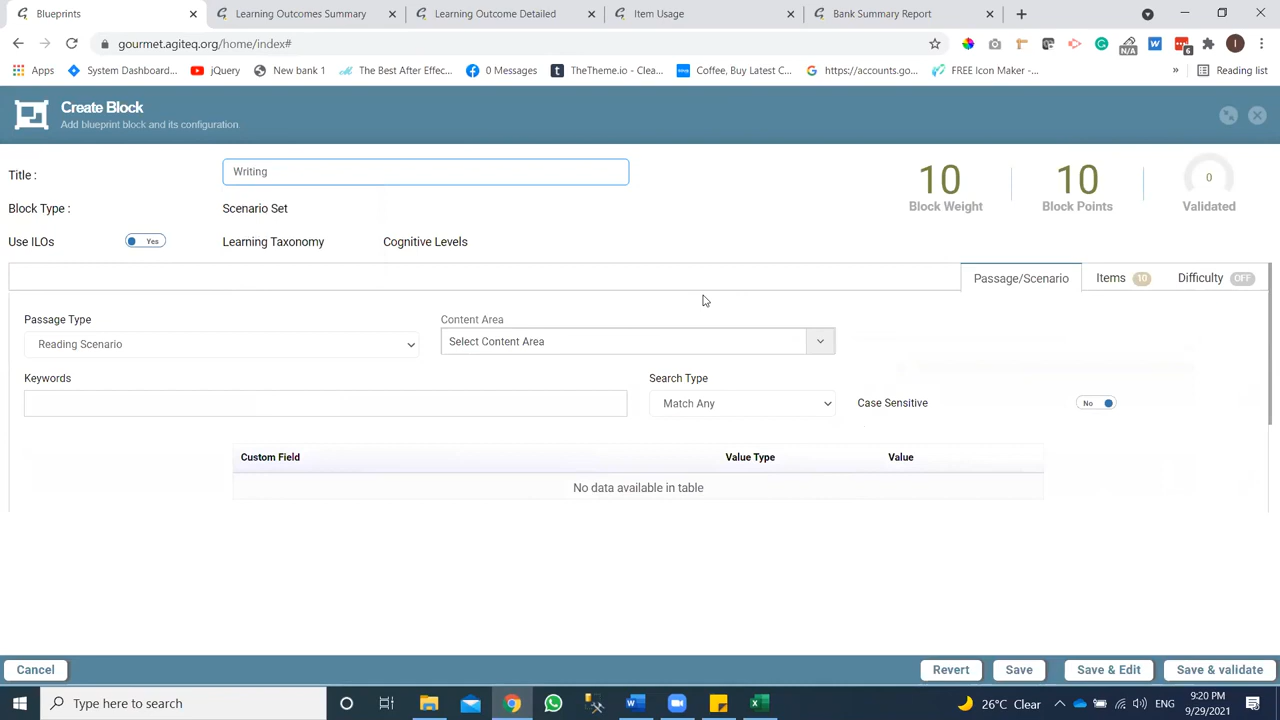 Blueprints
Learning Outcomes Summary
Learning Outcome Detailed
Item Usage
Bank Summary Report
gourmet.agiteq.org/home/index#
N/A
6
I
Apps
System Dashboard...
jQuery
New bank 1
The Best After Effec...
0 Messages
TheTheme.io - Clea...
Coffee, Buy Latest C...
https://accounts.go...
FREE Icon Maker -...
»
Reading list
Create Block
Add blueprint block and its configuration.
Title :
Writing
10
Block Weight
10
Block Points
0
Validated
Block Type :
Scenario Set
Use ILOs
Yes
Learning Taxonomy
Cognitive Levels
Passage/Scenario
Items 10
Difficulty OFF
Passage Type
Content Area
Reading Scenario
Select Content Area
Keywords
Search Type
Match Any
Case Sensitive
No
Custom Field
Value Type
Value
No data available in table
Cancel
Revert
Save
Save & Edit
Save & validate
Type here to search
26°C Clear
ENG
9:20 PM
9/29/2021